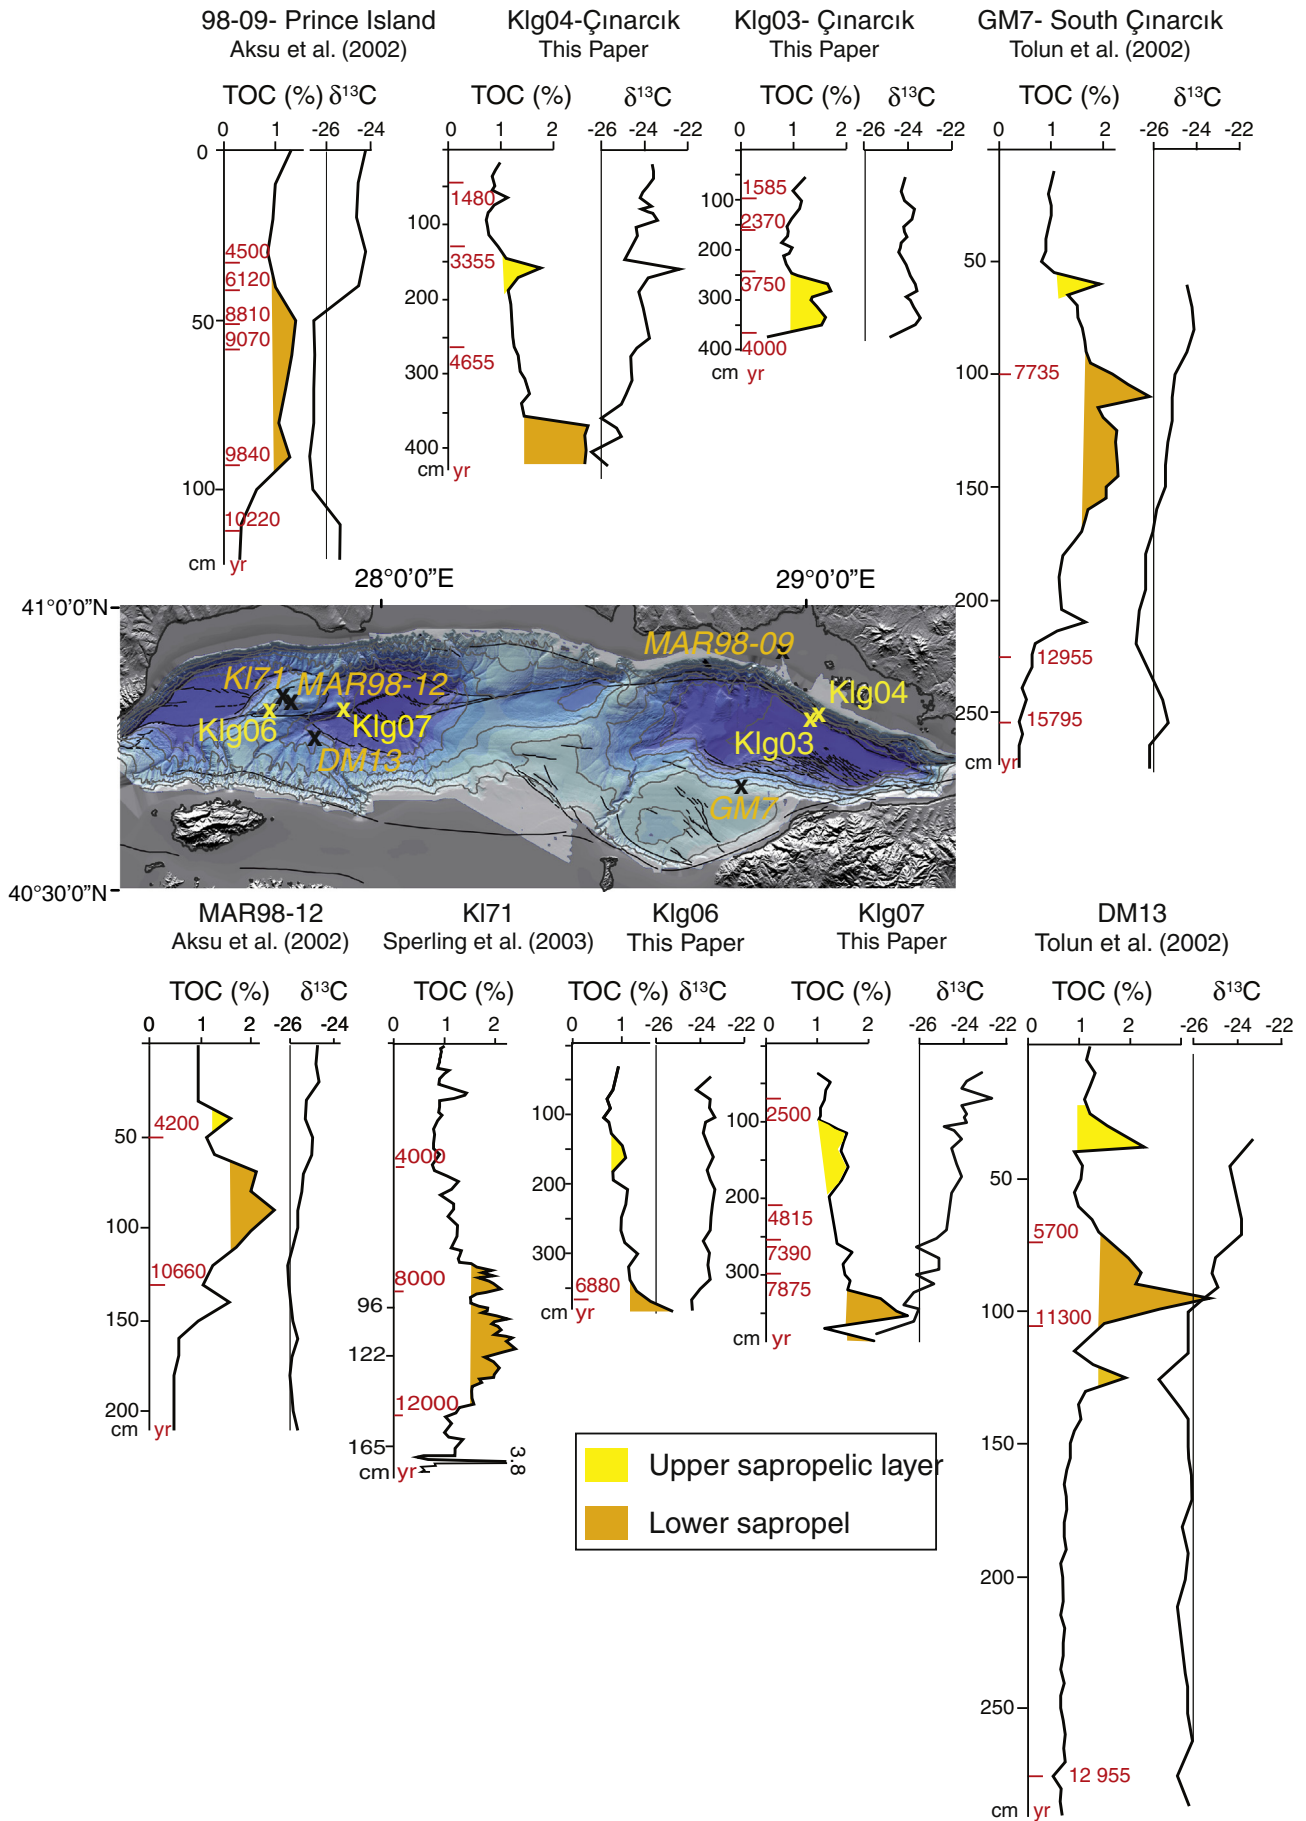 98-09- Prince Island
Aksu et al. (2002)
TOC (%) δ¹³C
0 1 -26 -24
0
50
100
cm yr
4500
6120
8810
9070
9840
10220
Klg04-Çınarcık
This Paper
TOC (%) δ¹³C
0 1 2 -26 -24 -22
100
200
300
400
cm yr
1480
3355
4655
Klg03- Çınarcık
This Paper
TOC (%) δ¹³C
0 1 2 -26 -24 -22
100
200
300
400
cm yr
1585
2370
3750
4000
GM7- South Çınarcık
Tolun et al. (2002)
TOC (%) δ¹³C
0 1 2 -26 -24 -22
50
100
150
200
250
cm yr
7735
12955
15795
28°0'0"E
29°0'0"E
41°0'0"N
40°30'0"N
MAR98-09
KI71
MAR98-12
Klg04
Klg06
Klg07
Klg03
DM13
GM7
MAR98-12
Aksu et al. (2002)
TOC (%) δ¹³C
0 1 2 -26 -24
50
100
150
200
cm yr
4200
10660
KI71
Sperling et al. (2003)
TOC (%)
0 1 2
96
122
165
cm yr
4000
8000
12000
3.8
Klg06
This Paper
TOC (%) δ¹³C
0 1 -26 -24 -22
100
200
300
cm yr
6880
Klg07
This Paper
TOC (%) δ¹³C
0 1 2 -26 -24 -22
100
200
300
cm yr
2500
4815
7390
7875
DM13
Tolun et al. (2002)
TOC (%) δ¹³C
0 1 2 -26 -24 -22
50
100
150
200
250
cm yr
5700
11300
12 955
Upper sapropelic layer
Lower sapropel